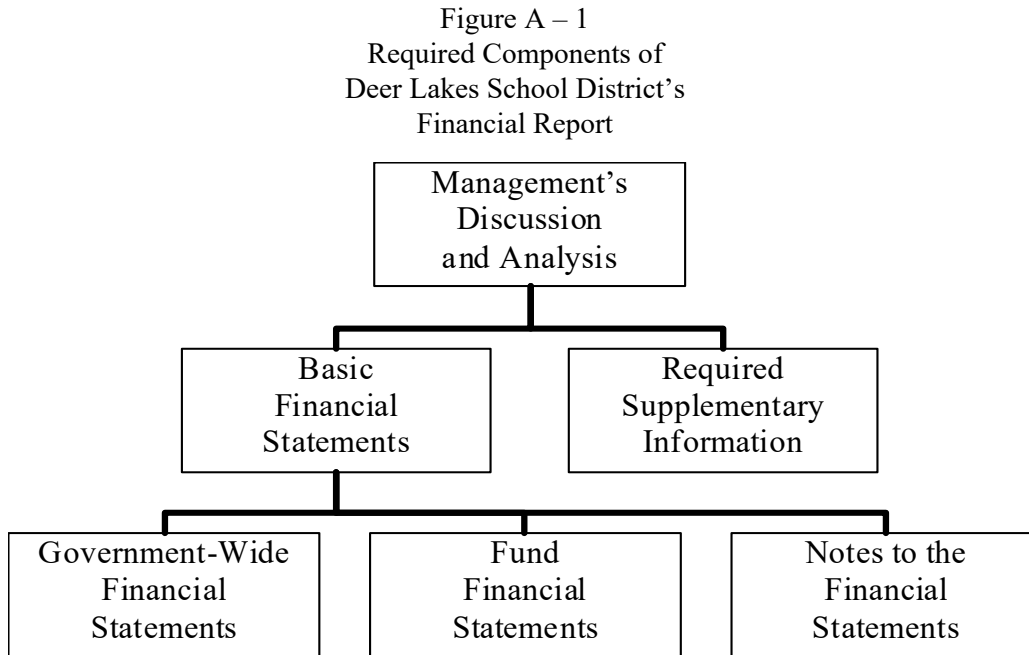 Figure A – 1
Required Components of
Deer Lakes School District’s
Financial Report
Management’s
Discussion
and Analysis
Basic
Financial
Statements
Required
Supplementary
Information
Government-Wide
Financial
Statements
Fund
Financial
Statements
Notes to the
Financial
Statements